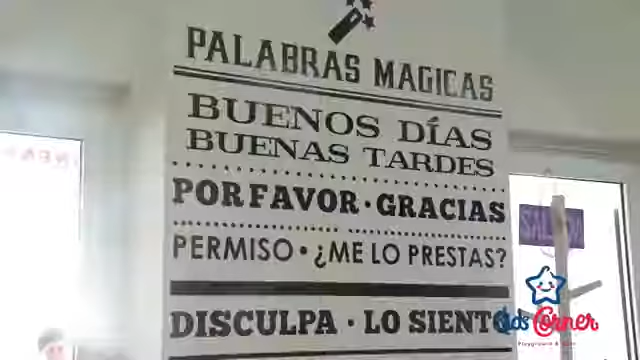 PALABRAS MAGICAS
BUENOS DÍAS
BUENAS TARDES
POR FAVOR · GRACIAS
PERMISO • ¿ME LO PRESTAS?
DISCULPA · LO SIENTO
Kids Corner